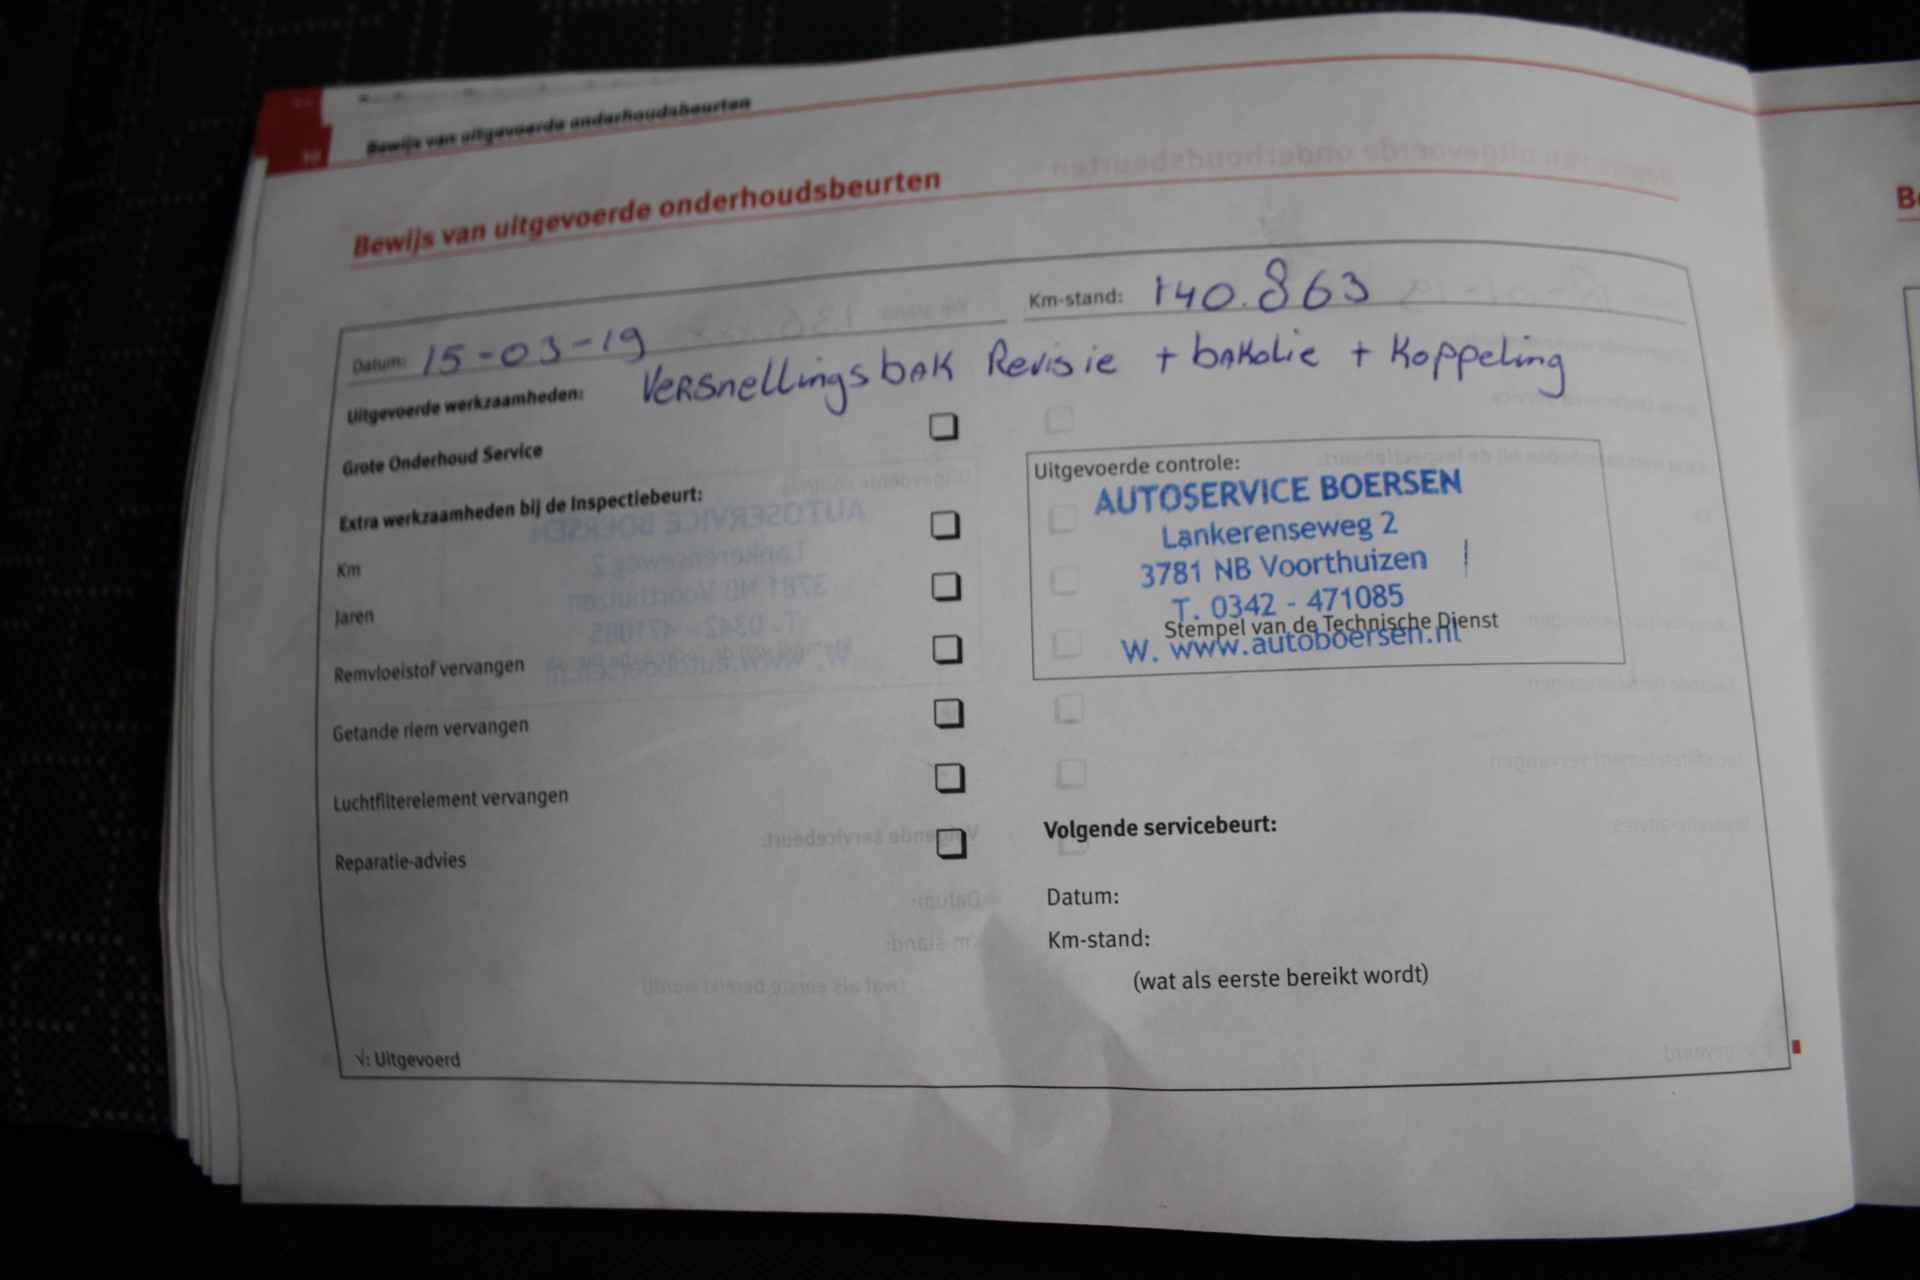 Bewijs van uitgevoerde onderhoudsbeurten
Bewijs van uitgevoerde onderhoudsbeurten
Datum: 15-03-19
Km-stand: 140.863
Uitgevoerde werkzaamheden: Versnellingsbak Revisie + bakolie + Koppeling
Grote Onderhoud Service
Extra werkzaamheden bij de Inspectiebeurt:
Km
Jaren
Remvloeistof vervangen
Getande riem vervangen
Luchtfilterelement vervangen
Reparatie-advies
√: Uitgevoerd
Uitgevoerde controle:
AUTOSERVICE BOERSEN
Lankerenseweg 2
3781 NB Voorthuizen
T. 0342 - 471085
Stempel van de Technische Dienst
W. www.autoboersen.nl
Volgende servicebeurt:
Datum:
Km-stand:
(wat als eerste bereikt wordt)